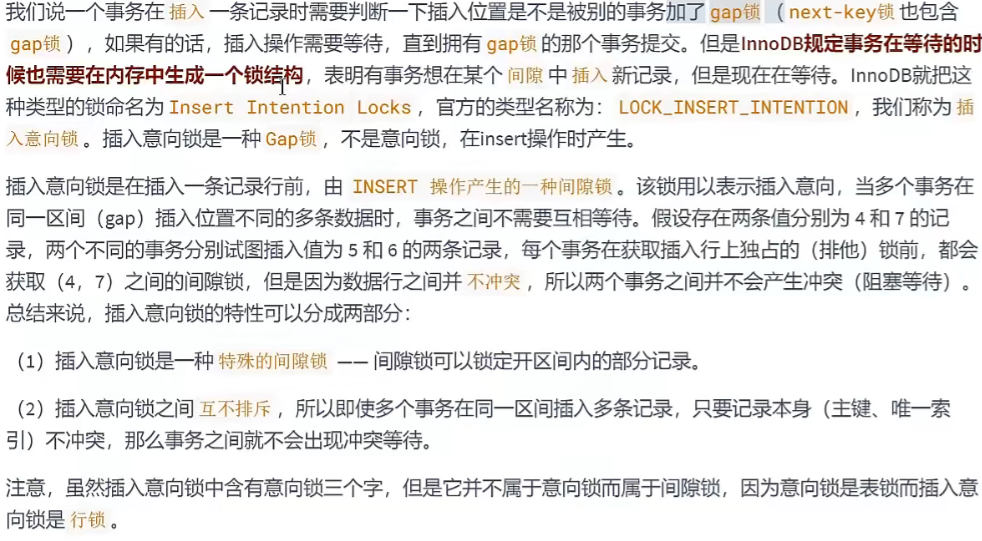 我们说一个事务在 插入 一条记录时需要判断一下插入位置是不是被别的事务加了 gap锁 （ next-key锁 也包含
gap锁 ），如果有的话，插入操作需要等待，直到拥有 gap锁 的那个事务提交。但是InnoDB规定事务在等待的时
候也需要在内存中生成一个锁结构，表明有事务想在某个 间隙 中 插入 新记录，但是现在在等待。InnoDB就把这
种类型的锁命名为 Insert Intention Locks ，官方的类型名称为： LOCK_INSERT_INTENTION ，我们称为 插
入意向锁 。插入意向锁是一种 Gap锁 ，不是意向锁，在insert操作时产生。
插入意向锁是在插入一条记录行前，由 INSERT 操作产生的一种间隙锁 。该锁用以表示插入意向，当多个事务在
同一区间（gap）插入位置不同的多条数据时，事务之间不需要互相等待。假设存在两条值分别为 4 和 7 的记
录，两个不同的事务分别试图插入值为 5 和 6 的两条记录，每个事务在获取插入行上独占的（排他）锁前，都会
获取（4，7）之间的间隙锁，但是因为数据行之间并 不冲突 ，所以两个事务之间并不会产生冲突（阻塞等待）。
总结来说，插入意向锁的特性可以分成两部分：
（1）插入意向锁是一种 特殊的间隙锁 —— 间隙锁可以锁定开区间内的部分记录。
（2）插入意向锁之间 互不排斥 ，所以即使多个事务在同一区间插入多条记录，只要记录本身（主键、唯一索
引）不冲突，那么事务之间就不会出现冲突等待。
注意，虽然插入意向锁中含有意向锁三个字，但是它并不属于意向锁而属于间隙锁，因为意向锁是表锁而插入意
向锁是 行锁 。